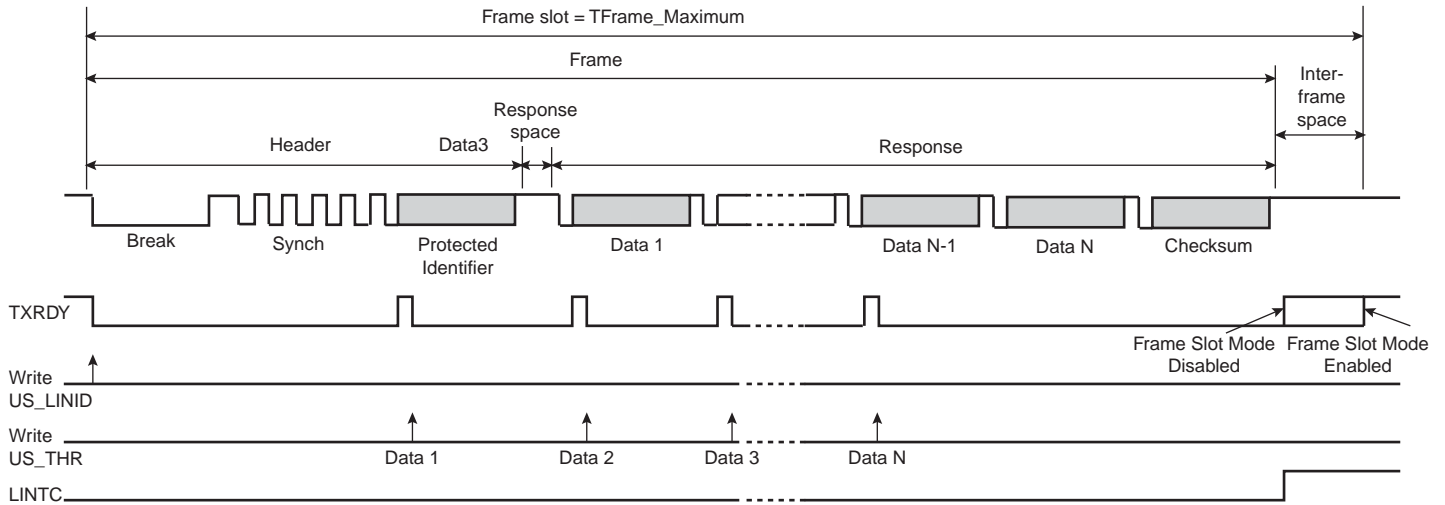 Frame slot = TFrame_Maximum
Frame
Inter-
frame
space
Response
space
Header
Data3
Response
Break
Synch
Protected
Identifier
Data 1
Data N-1
Data N
Checksum
TXRDY
Frame Slot Mode
Disabled
Frame Slot Mode
Enabled
Write
US_LINID
Write
US_THR
Data 1
Data 2
Data 3
Data N
LINTC